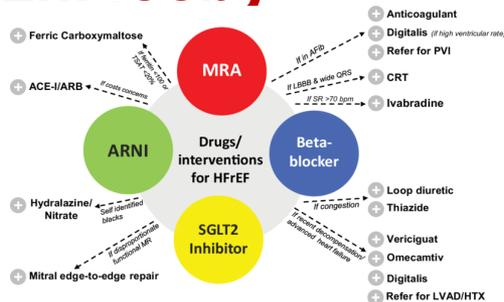 Ferric Carboxymaltose
If ferritin <100 or
TSAT <20%
ACE-I/ARB
If costs concerns
MRA
ARNI
Beta-
blocker
SGLT2
Inhibitor
Drugs/
interventions
for HFrEF
Anticoagulant
Digitalis (if high ventricular rate)
Refer for PVI
If in AFib
CRT
If LBBB & wide QRS
Ivabradine
If SR >70 bpm
Hydralazine/
Nitrate
Self identified
blacks
Mitral edge-to-edge repair
If disproportionate
functional MR
Loop diuretic
Thiazide
If congestion
Vericiguat
Omecamtiv
Digitalis
Refer for LVAD/HTX
If recent decompensation/
advanced heart failure